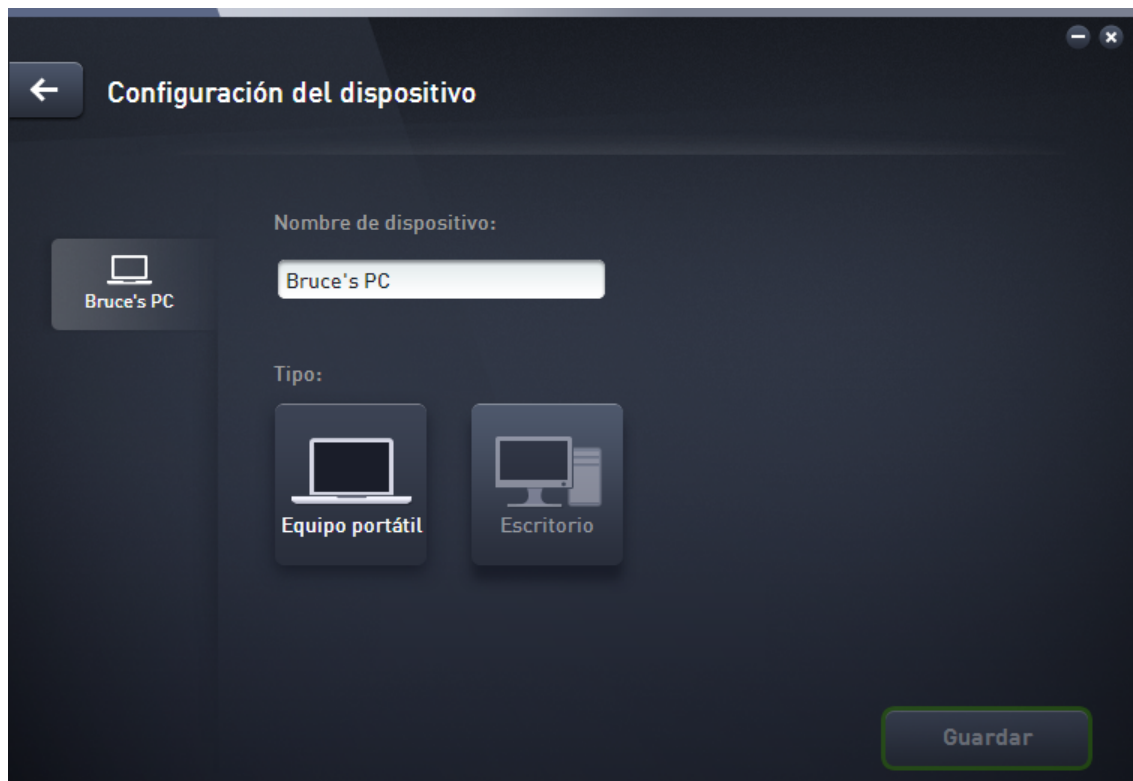 Configuración del dispositivo
Nombre de dispositivo:
Bruce's PC
Bruce's PC
Tipo:
Equipo portátil
Escritorio
Guardar